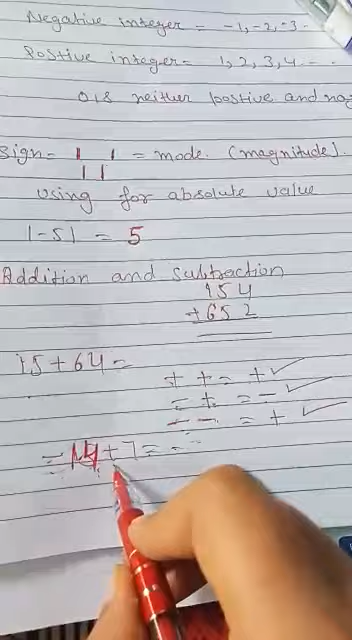 Negative integer = -1, -2, -3-
Postive integer = 1, 2, 3, 4 - - -
0 is neither postive and
sign = | | = mode. (magnitude).
| |
using for absolute value
|-5| = 5
Addition and subtraction
154
+652
15+64=
+ + = + ✓
- + = - ✓
- - = + ✓
- 14+7= -